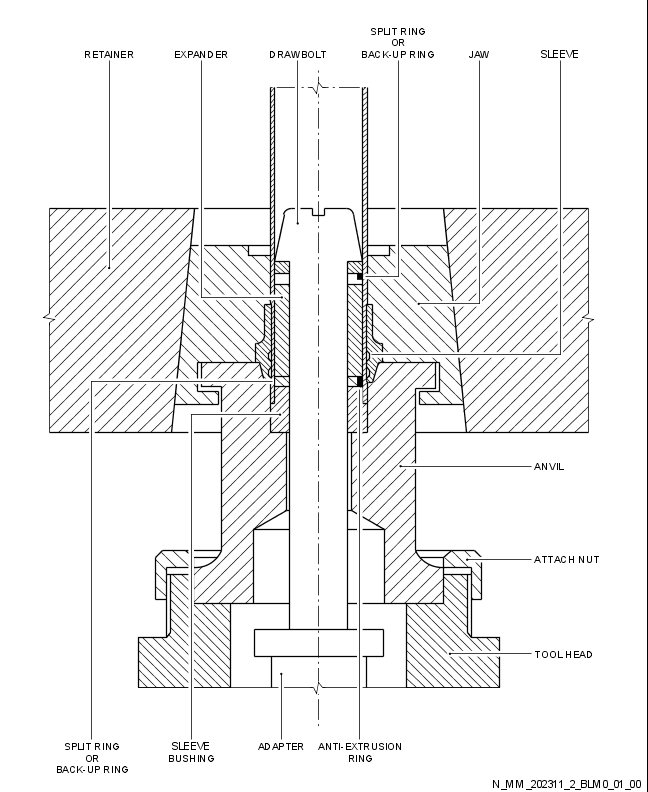 SPLIT RING
OR
BACK-UP RING
RETAINER
EXPANDER
DRAWBOLT
JAW
SLEEVE
ANVIL
ATTACH NUT
TOOL HEAD
SPLIT RING
OR
BACK-UP RING
SLEEVE
BUSHING
ADAPTER
ANTI-EXTRUSION
RING
N_MM_202311_2_BLM0_01_00